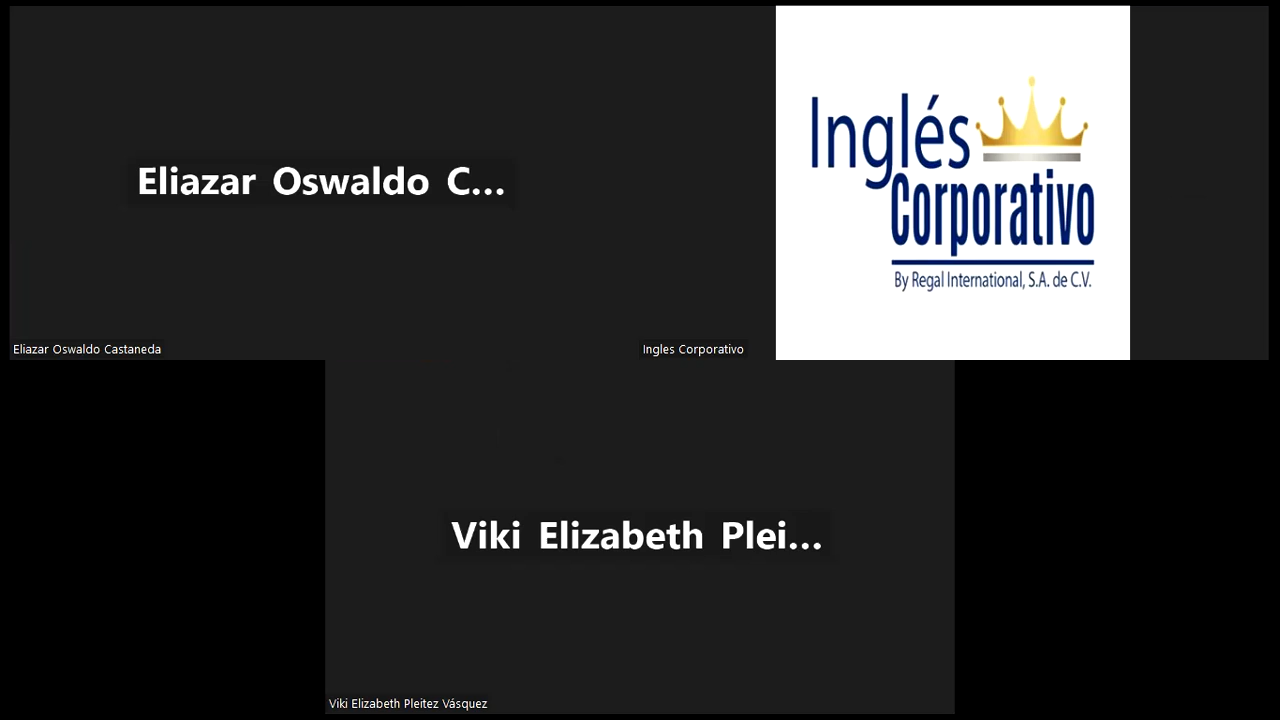 Eliazar Oswaldo C...
Eliazar Oswaldo Castaneda
Inglés
Corporativo
By Regal International, S.A. de C.V.
Ingles Corporativo
Viki Elizabeth Plei...
Viki Elizabeth Pleitez Vásquez